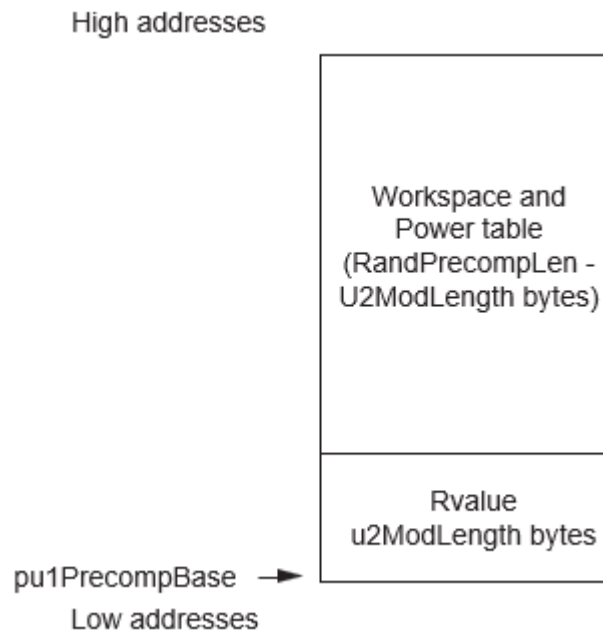 High addresses
Workspace and
Power table
(RandPrecompLen -
U2ModLength bytes)
Rvalue
u2ModLength bytes
pu1PrecompBase
Low addresses